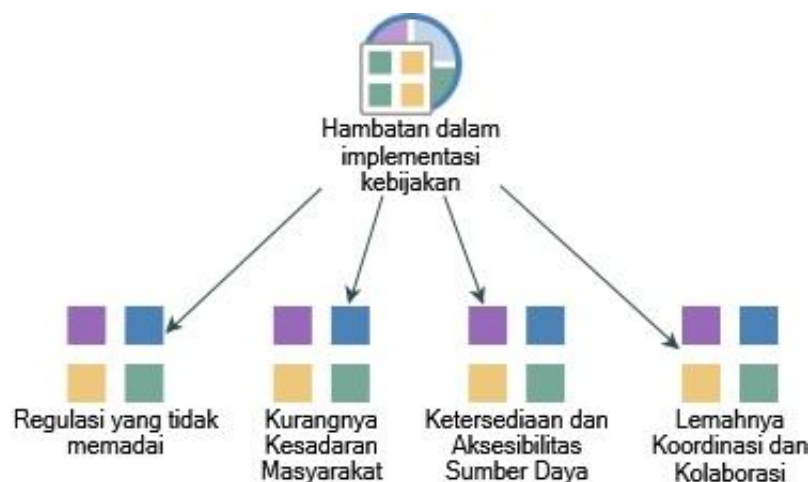 Hambatan dalam
implementasi
kebijakan
Regulasi yang tidak
memadai
Kurangnya
Kesadaran
Masyarakat
Ketersediaan dan
Aksesibilitas
Sumber Daya
Lemahnya
Koordinasi dan
Kolaborasi